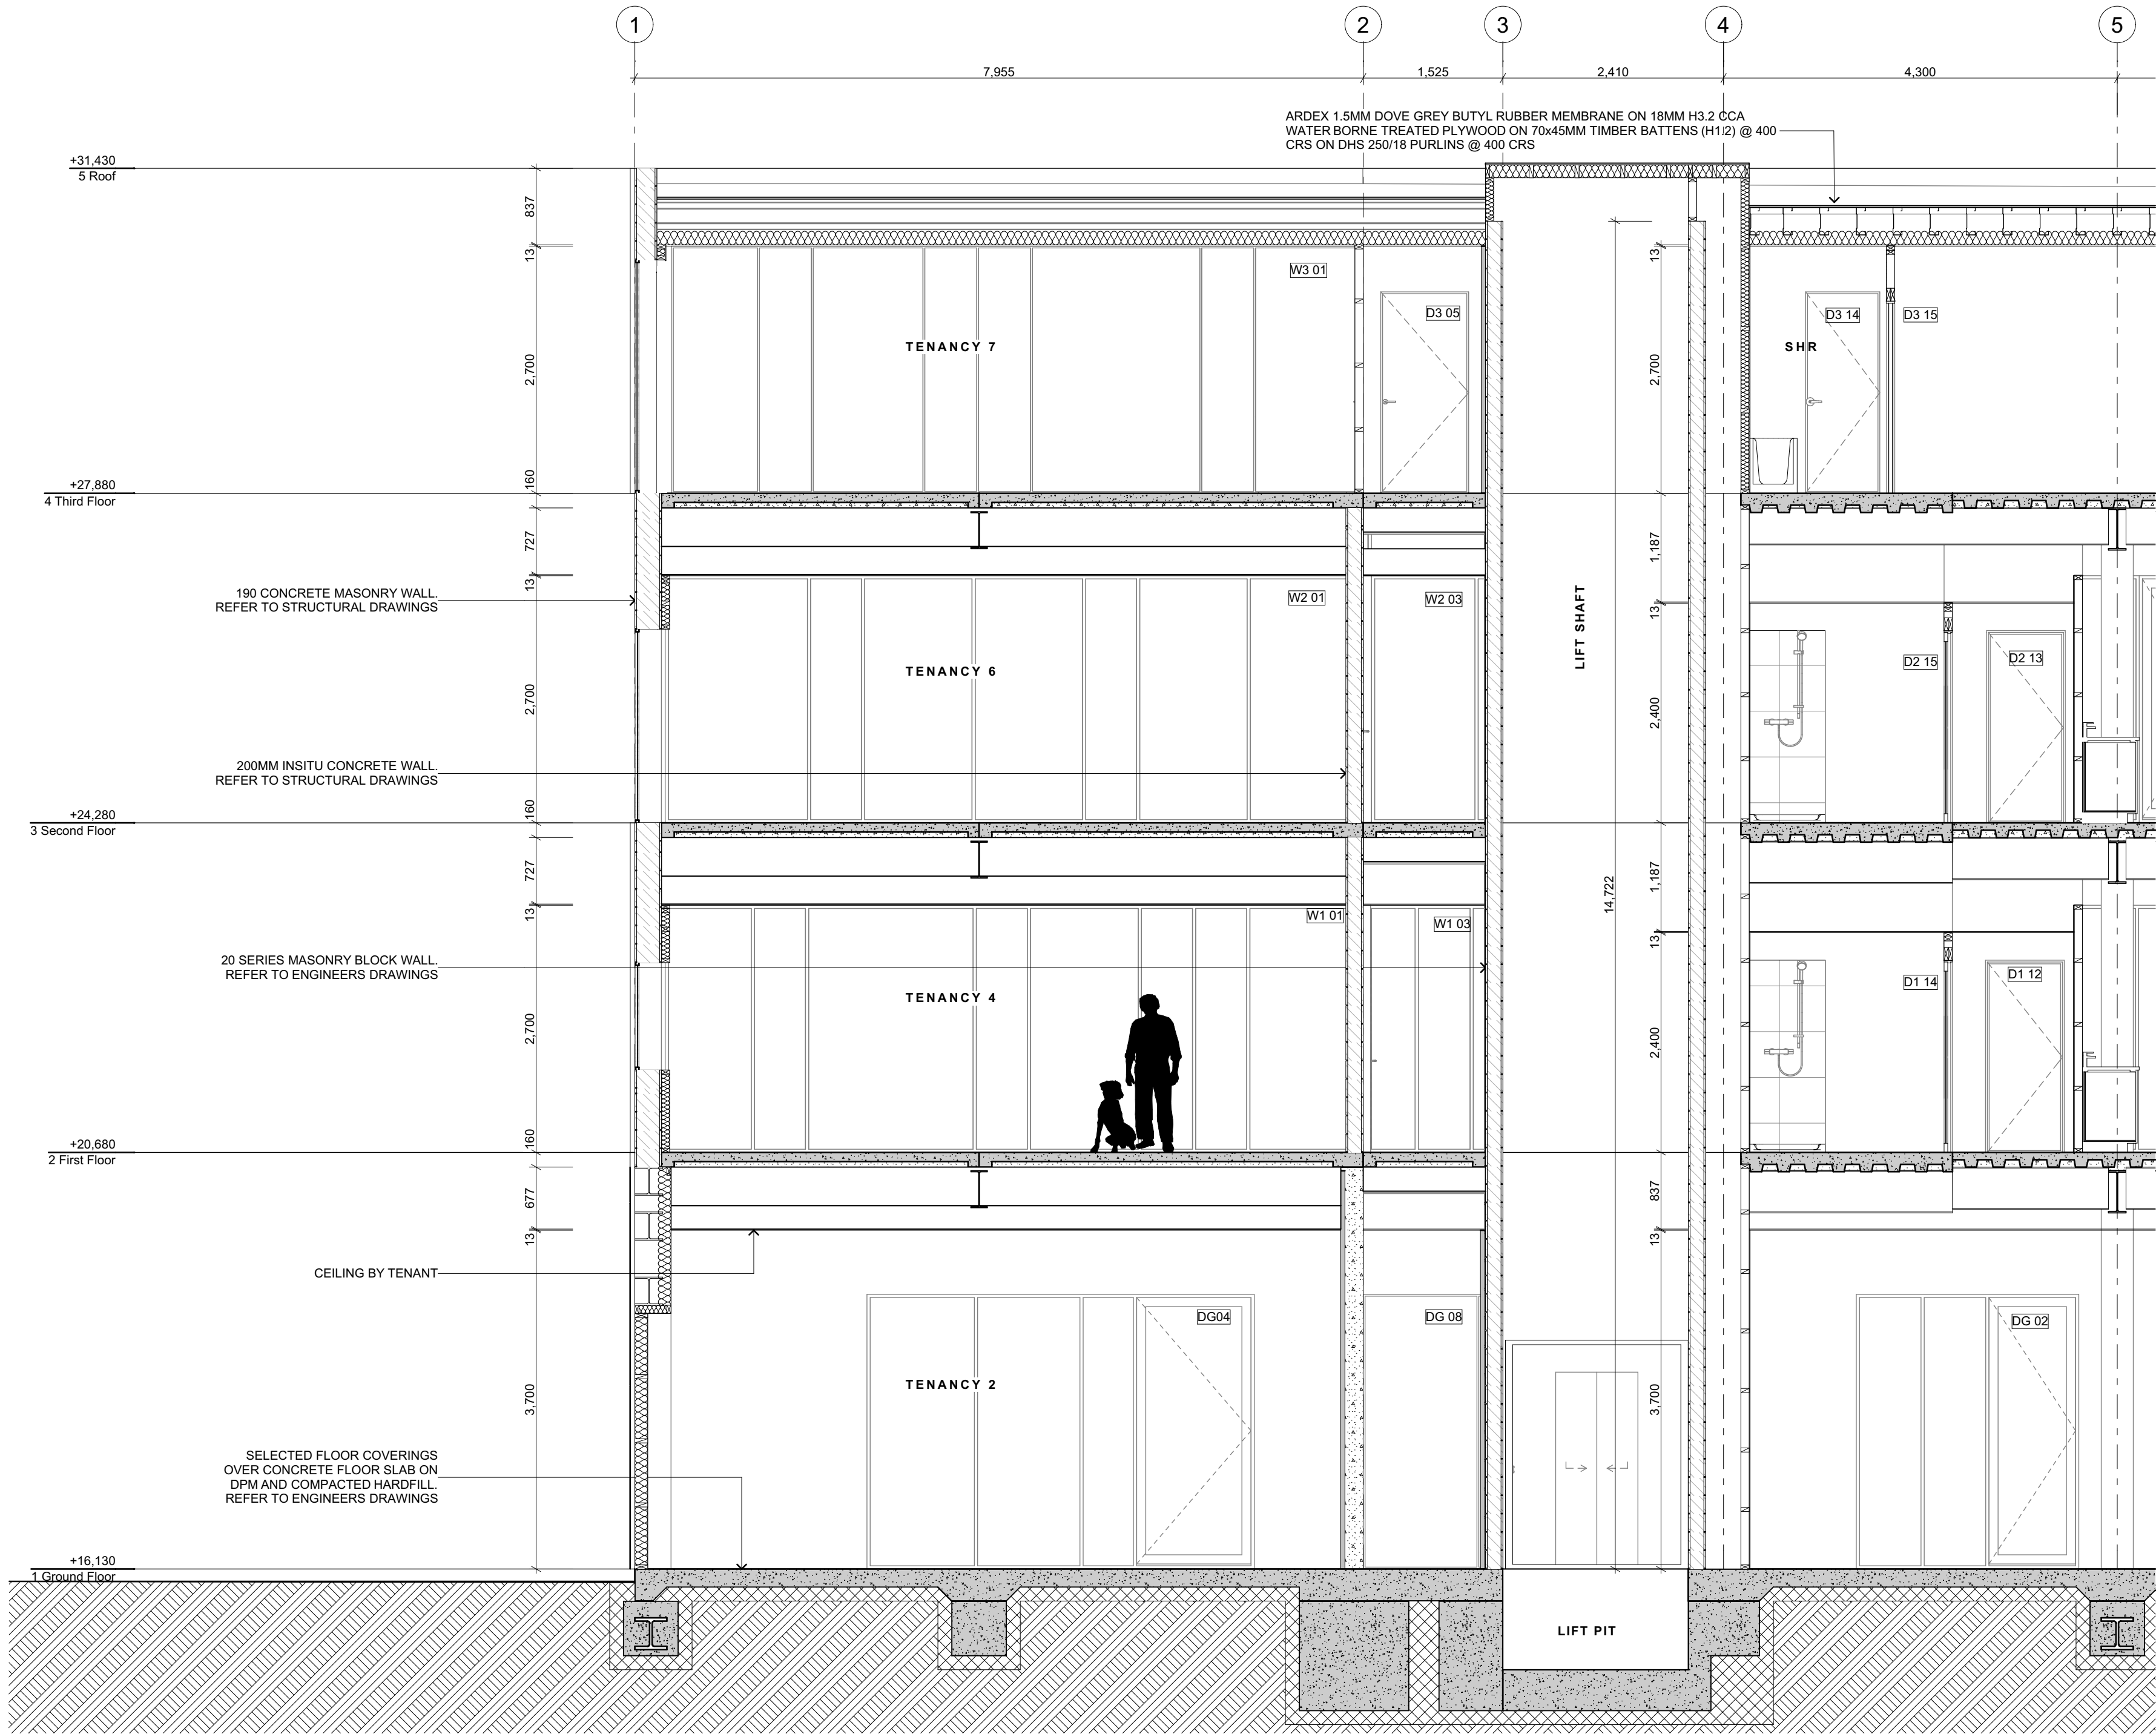 1
2
3
4
5
7,955
1,525
2,410
4,300
ARDEX 1.5MM DOVE GREY BUTYL RUBBER MEMBRANE ON 18MM H3.2 CCA
WATER BORNE TREATED PLYWOOD ON 70x45MM TIMBER BATTENS (H1.2) @ 400
CRS ON DHS 250/18 PURLINS @ 400 CRS
+31,430
5 Roof
837
13
13
W3 01
D3 05
D3 14
D3 15
TENANCY 7
SHR
2,700
2,700
160
+27,880
4 Third Floor
727
1,187
13
13
190 CONCRETE MASONRY WALL.
REFER TO STRUCTURAL DRAWINGS
W2 01
W2 03
LIFT SHAFT
D2 15
D2 13
TENANCY 6
2,700
2,400
200MM INSITU CONCRETE WALL.
REFER TO STRUCTURAL DRAWINGS
160
+24,280
3 Second Floor
727
1,187
14,722
13
13
W1 01
W1 03
20 SERIES MASONRY BLOCK WALL.
REFER TO ENGINEERS DRAWINGS
D1 14
D1 12
TENANCY 4
2,700
2,400
160
+20,680
2 First Floor
677
837
13
13
CEILING BY TENANT
DG04
DG 08
DG 02
TENANCY 2
3,700
3,700
SELECTED FLOOR COVERINGS
OVER CONCRETE FLOOR SLAB ON
DPM AND COMPACTED HARDFILL.
REFER TO ENGINEERS DRAWINGS
+16,130
1 Ground Floor
LIFT PIT